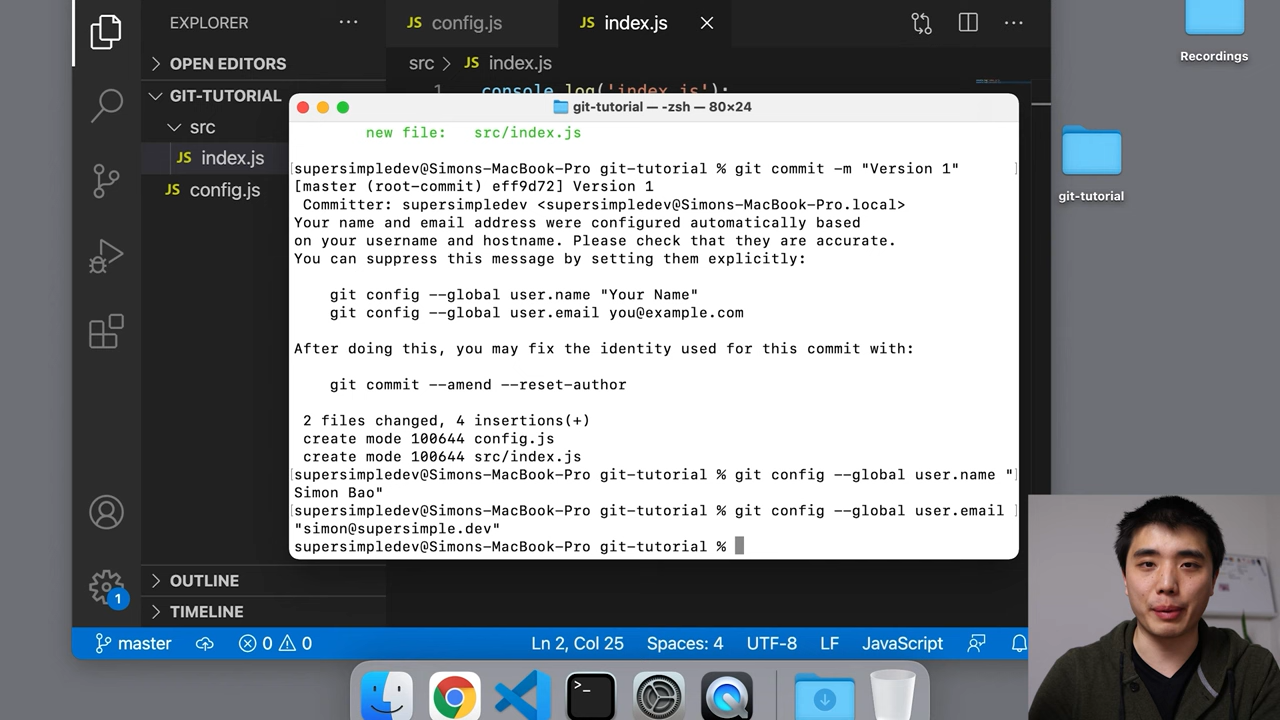 EXPLORER
···
JS config.js
JS index.js
···
OPEN EDITORS
src > JS index.js
GIT-TUTORIAL
1 console.log('index.js');
src
JS index.js
JS config.js
git-tutorial — -zsh — 80×24
new file: src/index.js
[supersimpledev@Simons-MacBook-Pro git-tutorial % git commit -m "Version 1" ]
[master (root-commit) eff9d72] Version 1
Committer: supersimpledev <supersimpledev@Simons-MacBook-Pro.local>
Your name and email address were configured automatically based
on your username and hostname. Please check that they are accurate.
You can suppress this message by setting them explicitly:
git config --global user.name "Your Name"
git config --global user.email you@example.com
After doing this, you may fix the identity used for this commit with:
git commit --amend --reset-author
2 files changed, 4 insertions(+)
create mode 100644 config.js
create mode 100644 src/index.js
[supersimpledev@Simons-MacBook-Pro git-tutorial % git config --global user.name "]
Simon Bao"
[supersimpledev@Simons-MacBook-Pro git-tutorial % git config --global user.email ]
"simon@supersimple.dev"
supersimpledev@Simons-MacBook-Pro git-tutorial %
OUTLINE
1
TIMELINE
master
0
0
Ln 2, Col 25
Spaces: 4
UTF-8
LF
JavaScript
Recordings
git-tutorial
>_